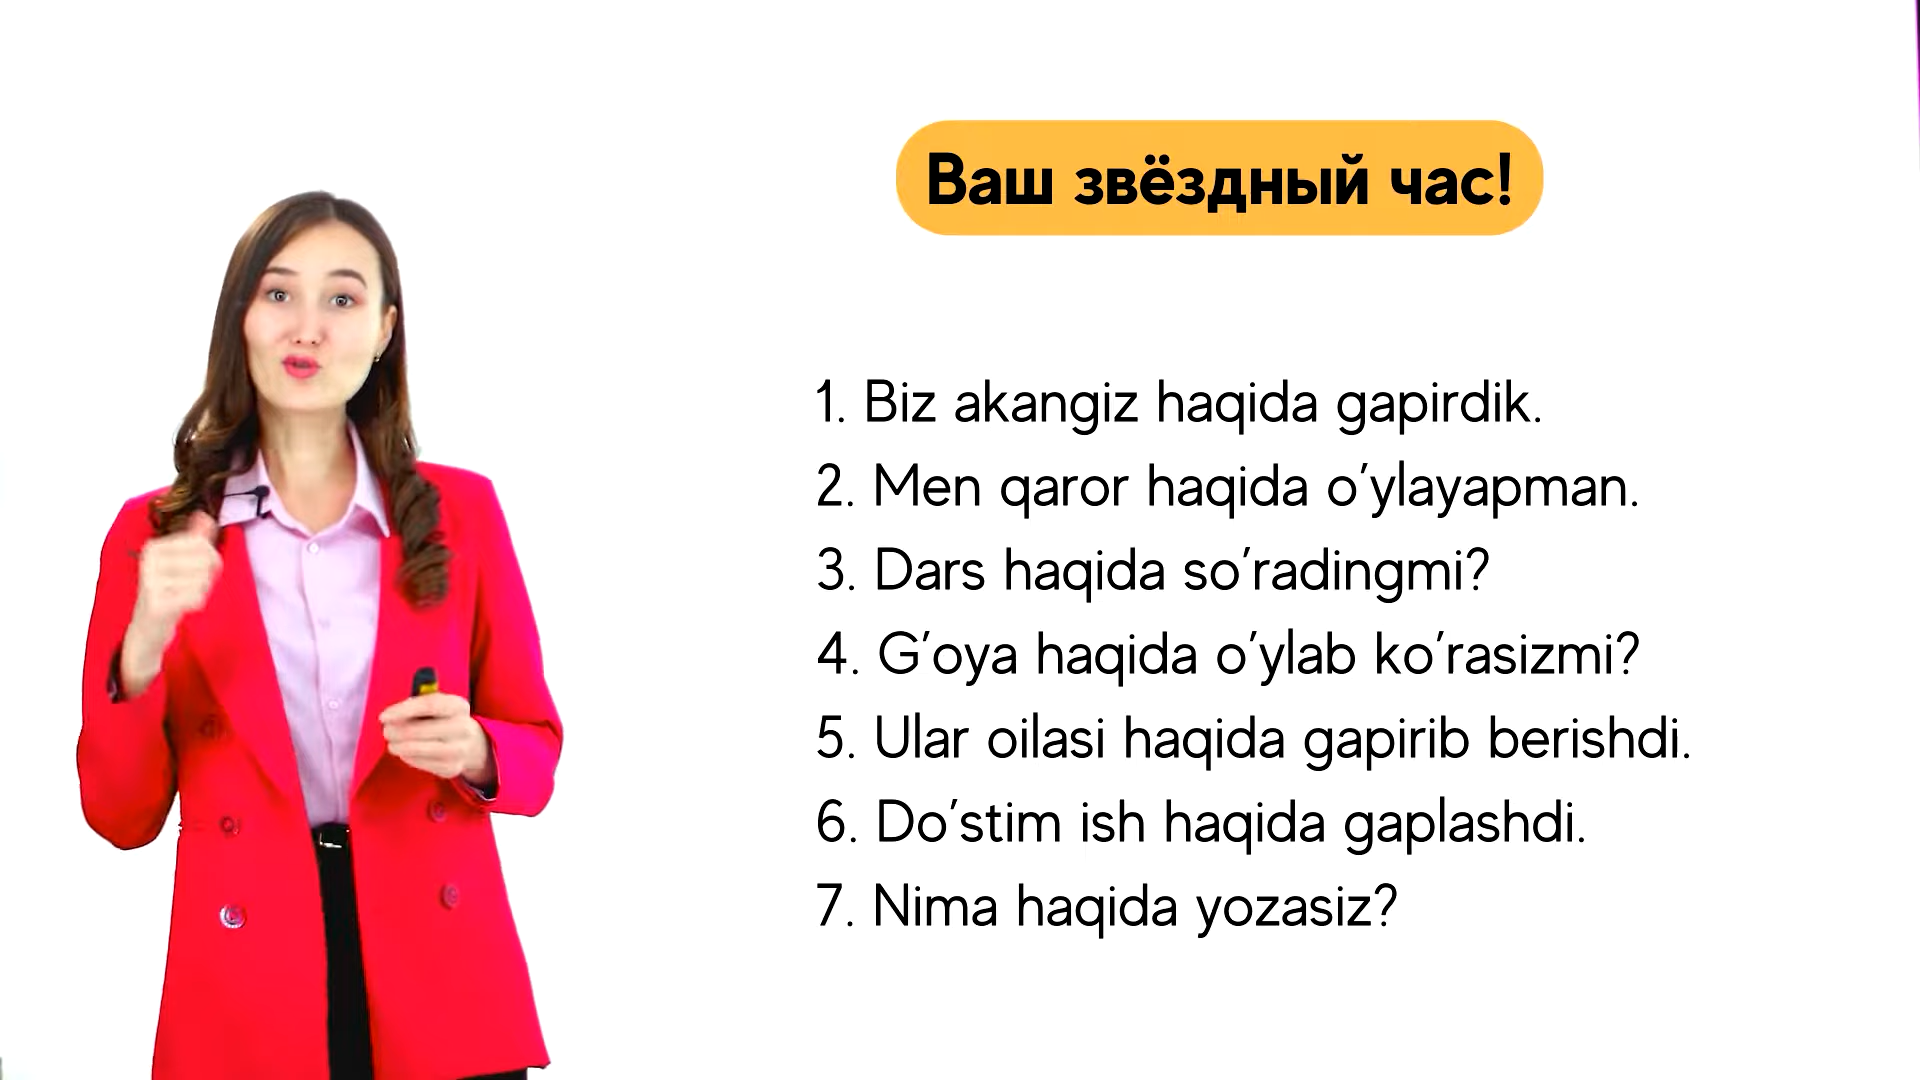 Ваш звёздный час!
1. Biz akangiz haqida gapirdik.
2. Men qaror haqida o’ylayapman.
3. Dars haqida so’radingmi?
4. G’oya haqida o’ylab ko’rasizmi?
5. Ular oilasi haqida gapirib berishdi.
6. Do’stim ish haqida gaplashdi.
7. Nima haqida yozasiz?